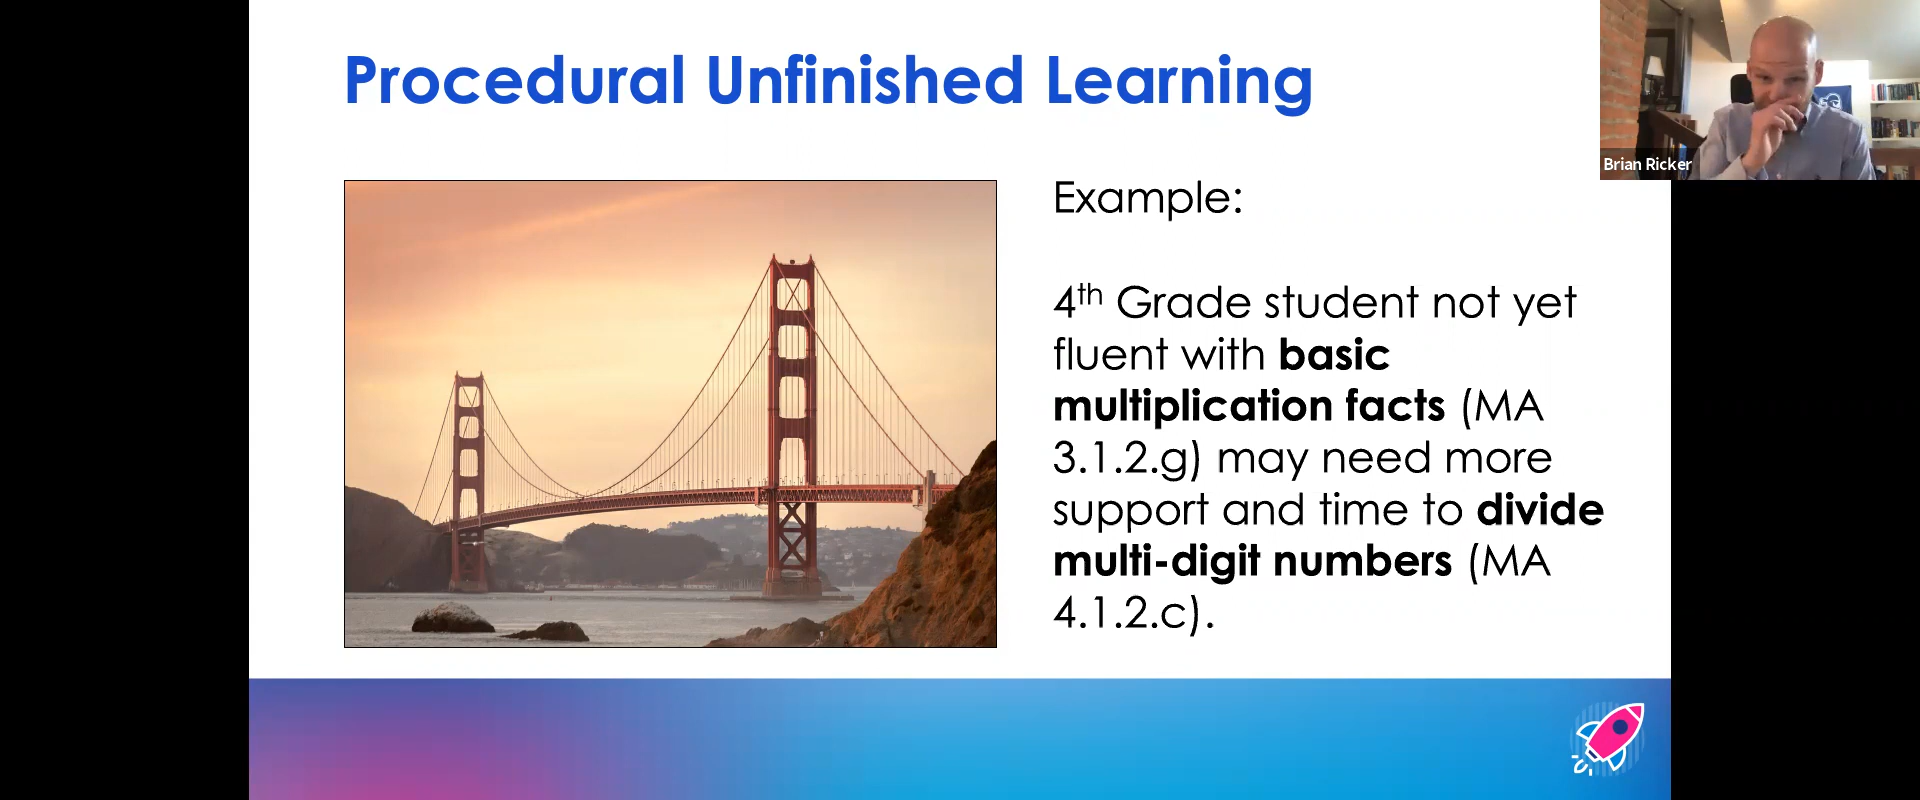 Procedural Unfinished Learning
Brian Ricker
Example:
4th Grade student not yet
fluent with basic
multiplication facts (MA
3.1.2.g) may need more
support and time to divide
multi-digit numbers (MA
4.1.2.c).